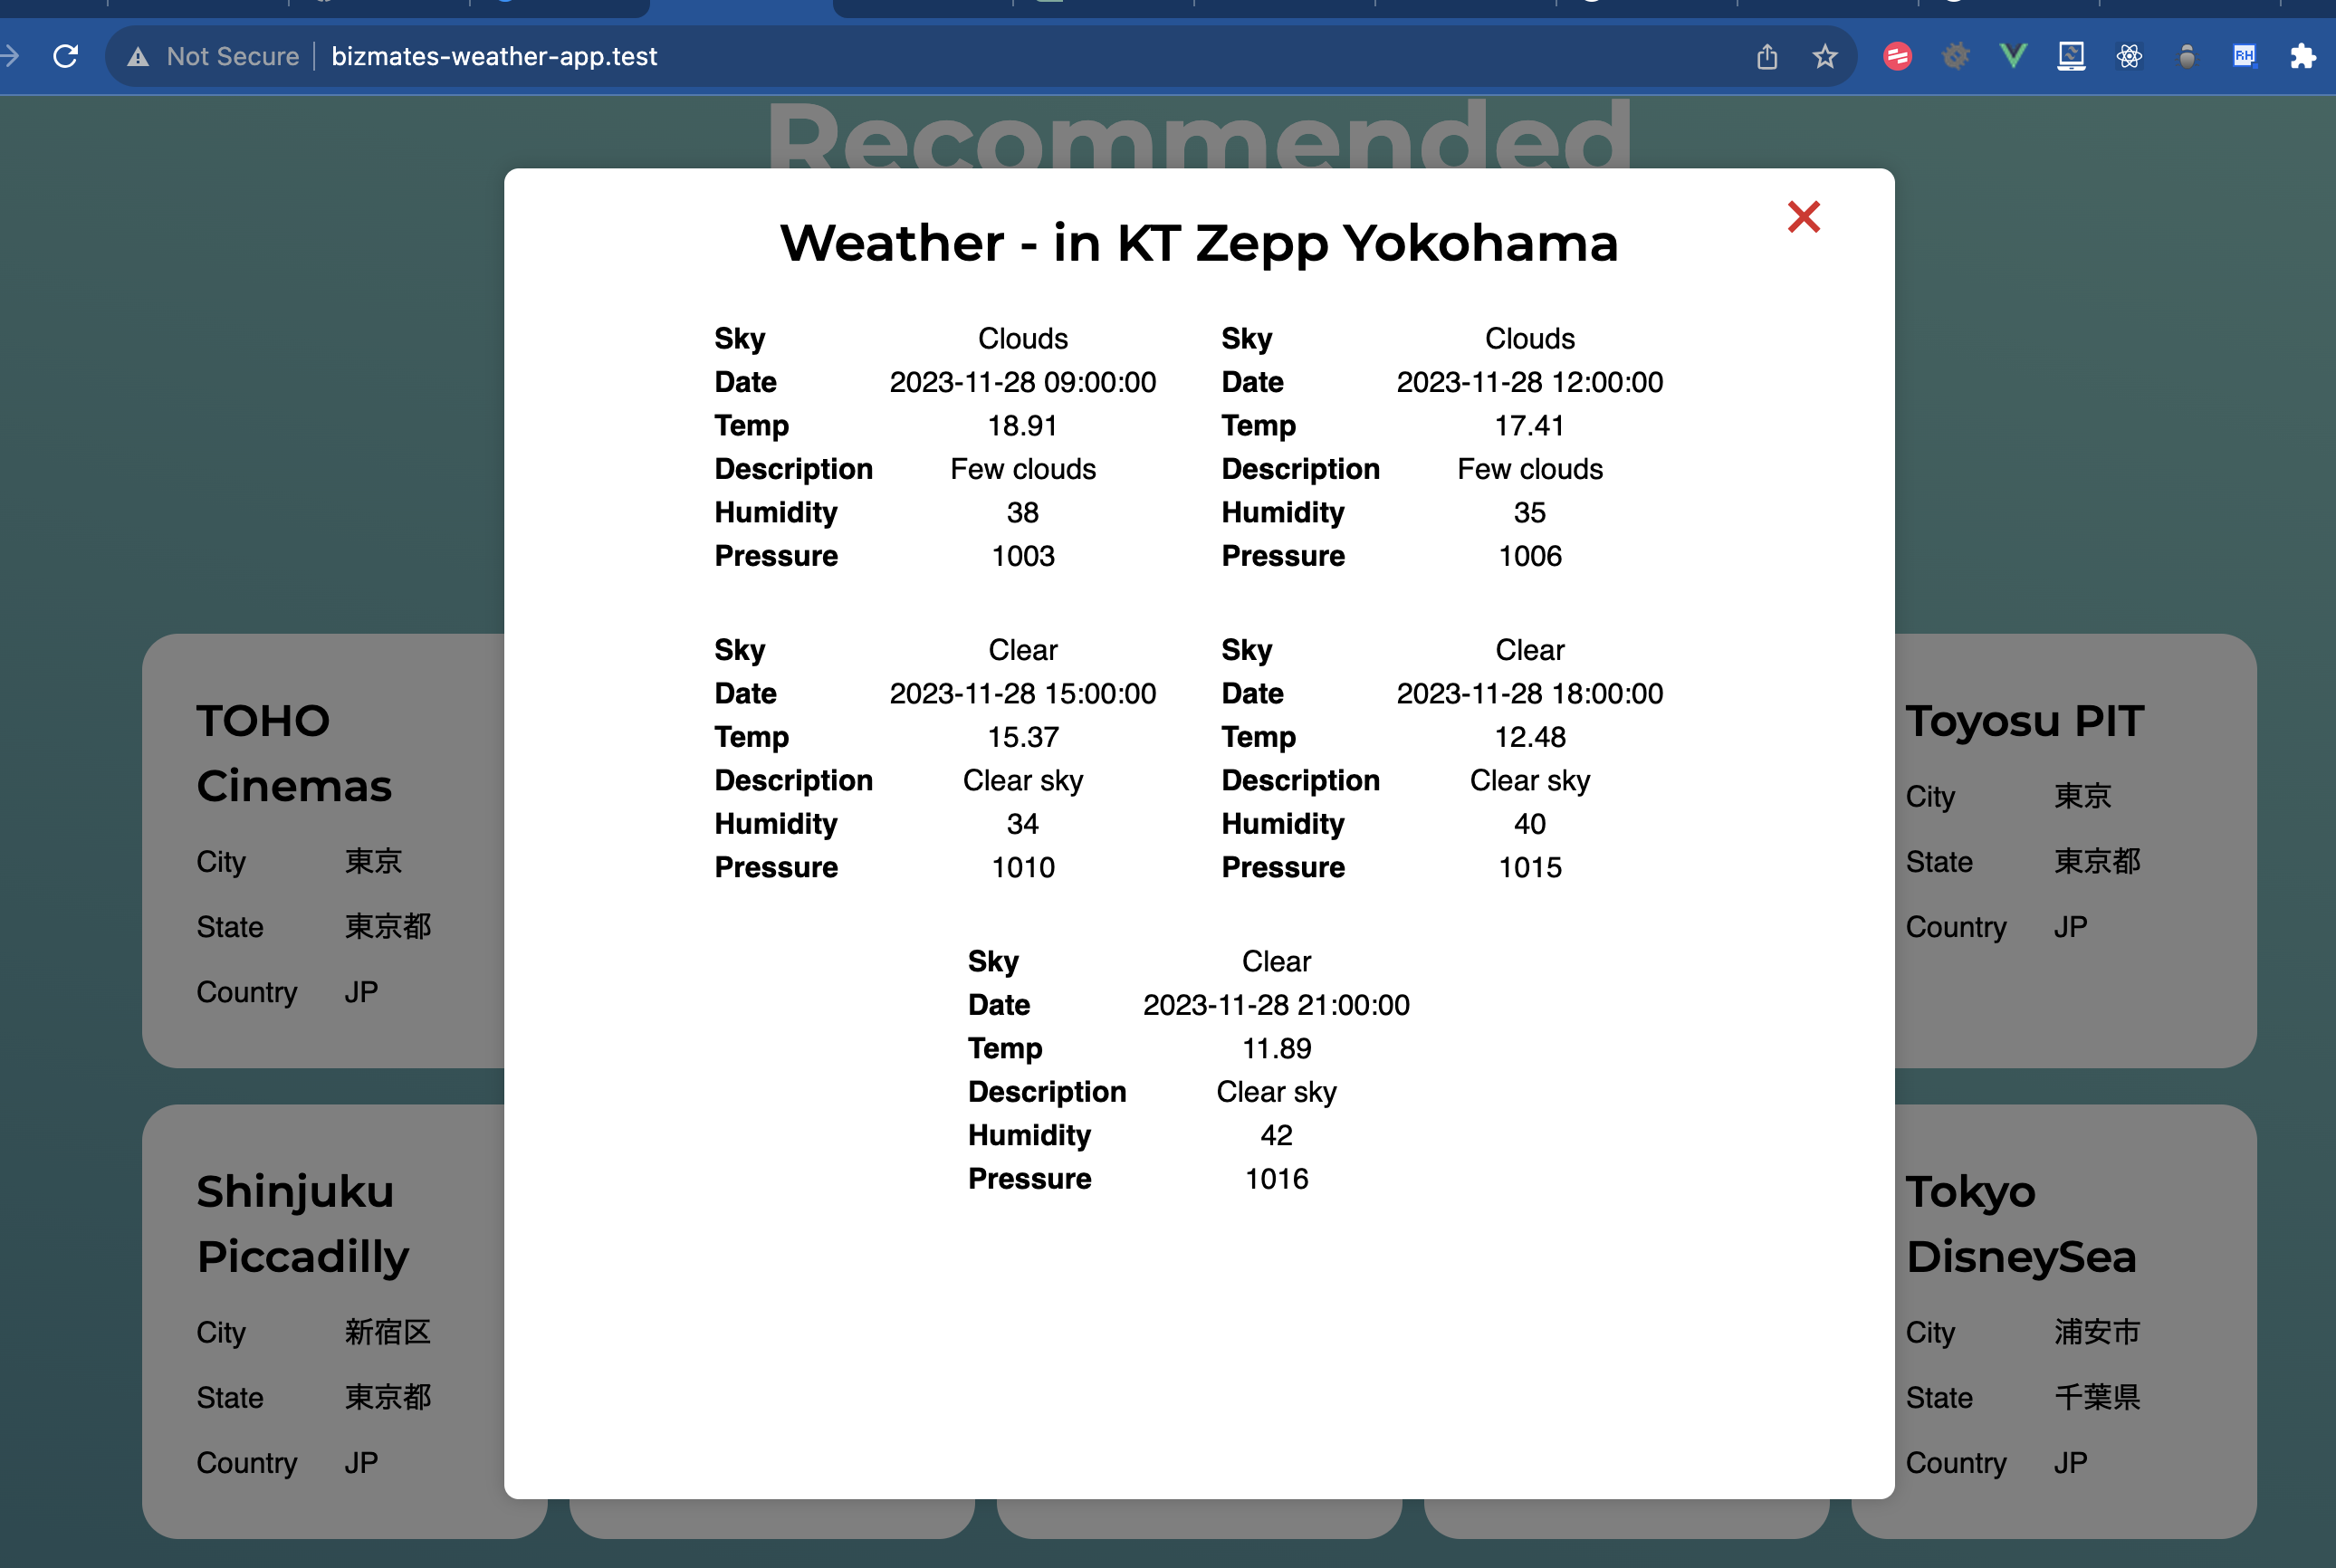 Not Secure bizmates-weather-app.test
RH
Recommended
Weather - in KT Zepp Yokohama
Sky Clouds
Date 2023-11-28 09:00:00
Temp 18.91
Description Few clouds
Humidity 38
Pressure 1003
Sky Clouds
Date 2023-11-28 12:00:00
Temp 17.41
Description Few clouds
Humidity 35
Pressure 1006
Sky Clear
Date 2023-11-28 15:00:00
Temp 15.37
Description Clear sky
Humidity 34
Pressure 1010
Sky Clear
Date 2023-11-28 18:00:00
Temp 12.48
Description Clear sky
Humidity 40
Pressure 1015
Sky Clear
Date 2023-11-28 21:00:00
Temp 11.89
Description Clear sky
Humidity 42
Pressure 1016
TOHO
Cinemas
City 東京
State 東京都
Country JP
Toyosu PIT
City 東京
State 東京都
Country JP
Shinjuku
Piccadilly
City 新宿区
State 東京都
Country JP
Tokyo
DisneySea
City 浦安市
State 千葉県
Country JP